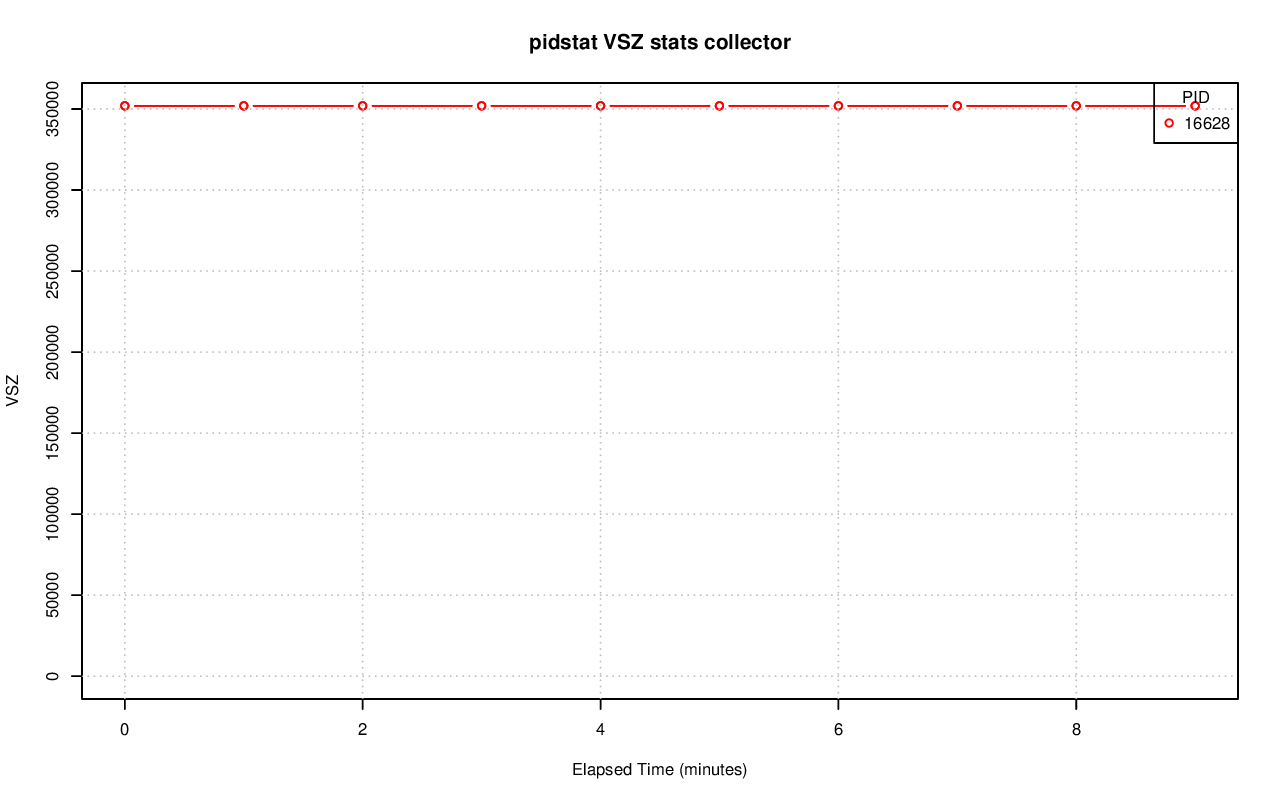 pidstat VSZ stats collector
PID
16628
350000
300000
250000
200000
150000
100000
50000
0
VSZ
0 2 4 6 8
Elapsed Time (minutes)